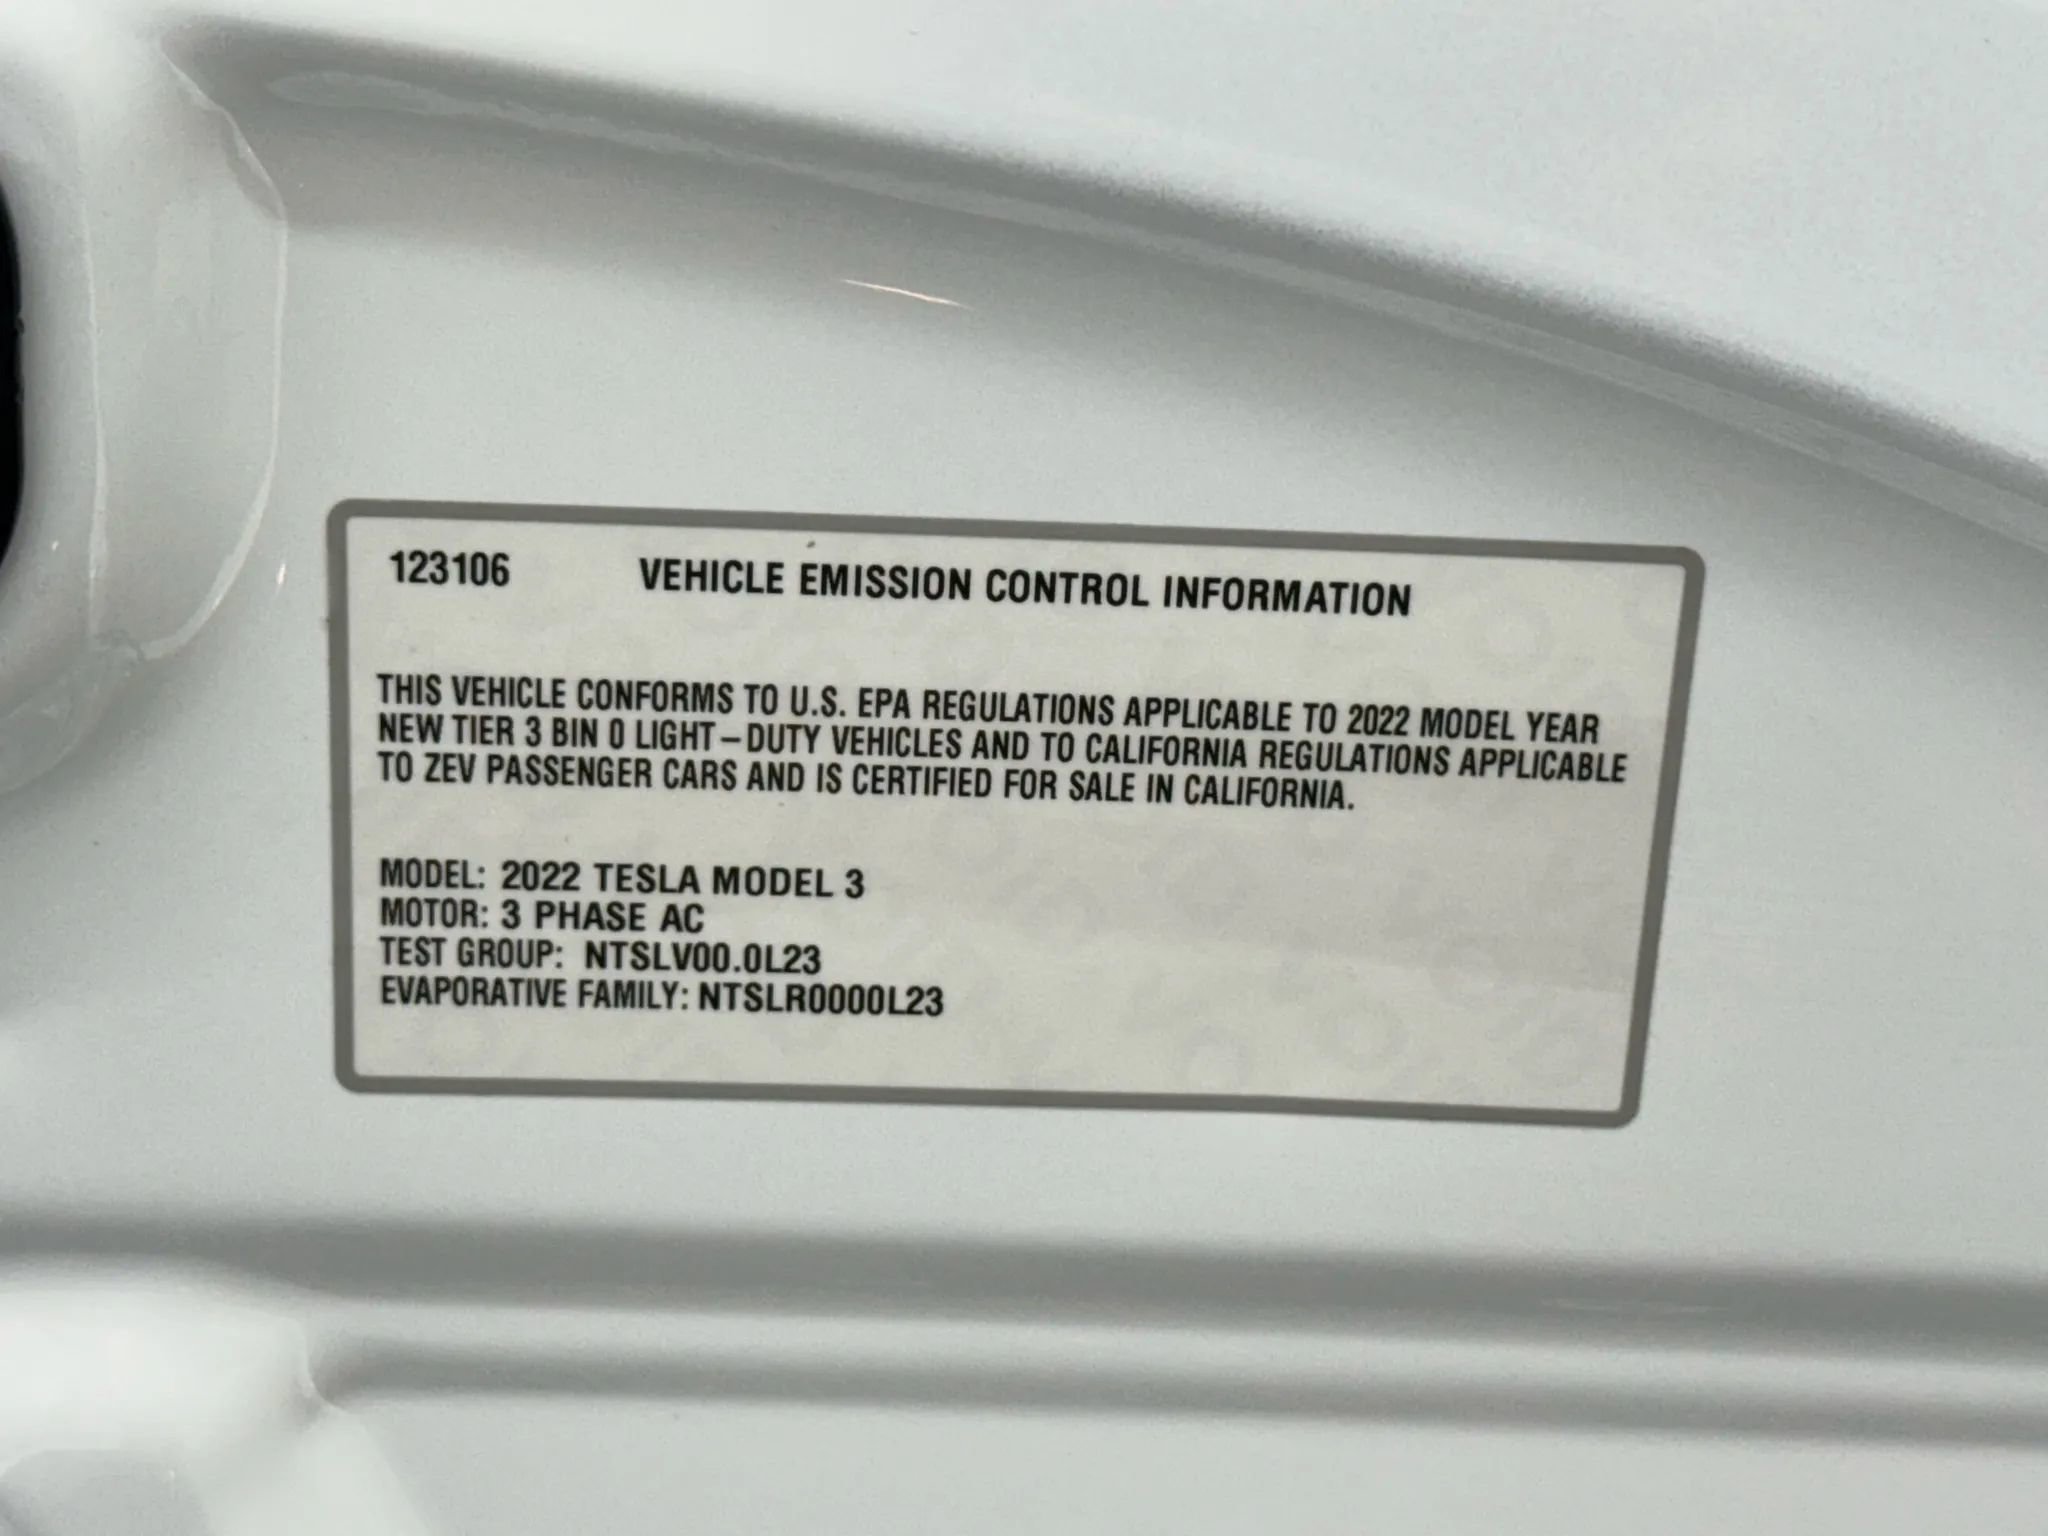 123106 VEHICLE EMISSION CONTROL INFORMATION
THIS VEHICLE CONFORMS TO U.S. EPA REGULATIONS APPLICABLE TO 2022 MODEL YEAR
NEW TIER 3 BIN 0 LIGHT–DUTY VEHICLES AND TO CALIFORNIA REGULATIONS APPLICABLE
TO ZEV PASSENGER CARS AND IS CERTIFIED FOR SALE IN CALIFORNIA.
MODEL: 2022 TESLA MODEL 3
MOTOR: 3 PHASE AC
TEST GROUP: NTSLV00.0L23
EVAPORATIVE FAMILY: NTSLR0000L23